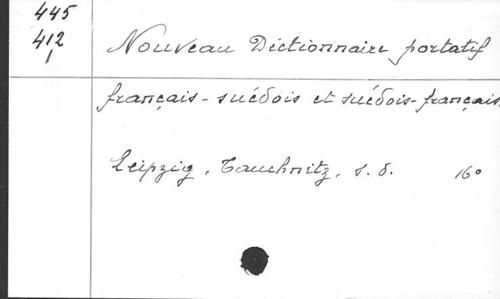 445
412
1
Nouveau Dictionnaire portatif
français - suédois et suédois - français.
Leipzig, Tauchnitz, s. d. 16°